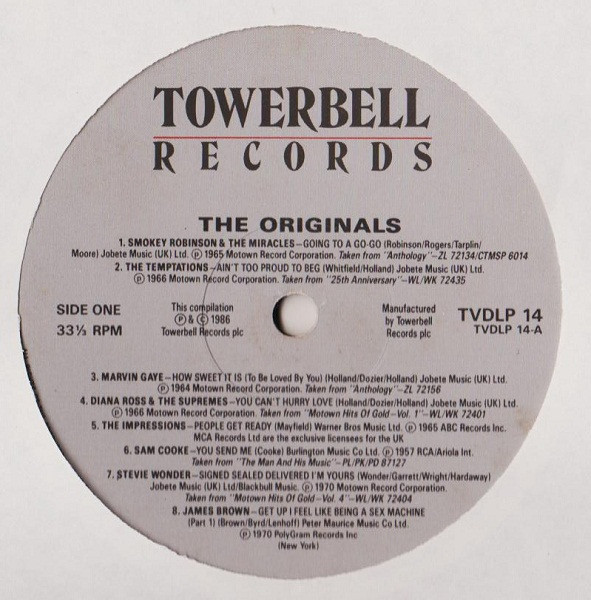 TOWERBELL
RECORDS
THE ORIGINALS
1. SMOKEY ROBINSON & THE MIRACLES—GOING TO A GO-GO (Robinson/Rogers/Tarplin/
Moore) Jobete Music (UK) Ltd. Ⓟ 1965 Motown Record Corporation. Taken from "Anthology"—ZL 72134/CTMSP 6014
2. THE TEMPTATIONS—AIN'T TOO PROUD TO BEG (Whitfield/Holland) Jobete Music (UK) Ltd.
Ⓟ 1966 Motown Record Corporation. Taken from "25th Anniversary"—WL/WK 72435
SIDE ONE
33⅓ RPM
This compilation
Ⓟ & Ⓒ 1986
Towerbell Records plc
Manufactured
by Towerbell
Records plc
TVDLP 14
TVDLP 14-A
3. MARVIN GAYE—HOW SWEET IT IS (To Be Loved By You) (Holland/Dozier/Holland) Jobete Music (UK) Ltd.
Ⓟ 1964 Motown Record Corporation. Taken from "Anthology"—ZL 72156
4. DIANA ROSS & THE SUPREMES—YOU CAN'T HURRY LOVE (Holland/Dozier/Holland) Jobete Music (UK) Ltd.
Ⓟ 1966 Motown Record Corporation. Taken from "Motown Hits Of Gold—Vol. 1"—WL/WK 72401
5. THE IMPRESSIONS—PEOPLE GET READY (Mayfield) Warner Bros Music Ltd. Ⓟ 1965 ABC Records Inc.
MCA Records Ltd are the exclusive licensees for the UK
6. SAM COOKE—YOU SEND ME (Cooke) Burlington Music Co Ltd. Ⓟ 1957 RCA/Ariola Int.
Taken from "The Man And His Music"—PL/PK/PD 87127
7. STEVIE WONDER—SIGNED SEALED DELIVERED I'M YOURS (Wonder/Garrett/Wright/Hardaway)
Jobete Music (UK) Ltd/Blackbull Music. Ⓟ 1970 Motown Record Corporation.
Taken from "Motown Hits Of Gold—Vol. 4"—WL/WK 72404
8. JAMES BROWN—GET UP I FEEL LIKE BEING A SEX MACHINE
(Part 1) (Brown/Byrd/Lenhoff) Peter Maurice Music Co Ltd.
Ⓟ 1970 PolyGram Records Inc
(New York)